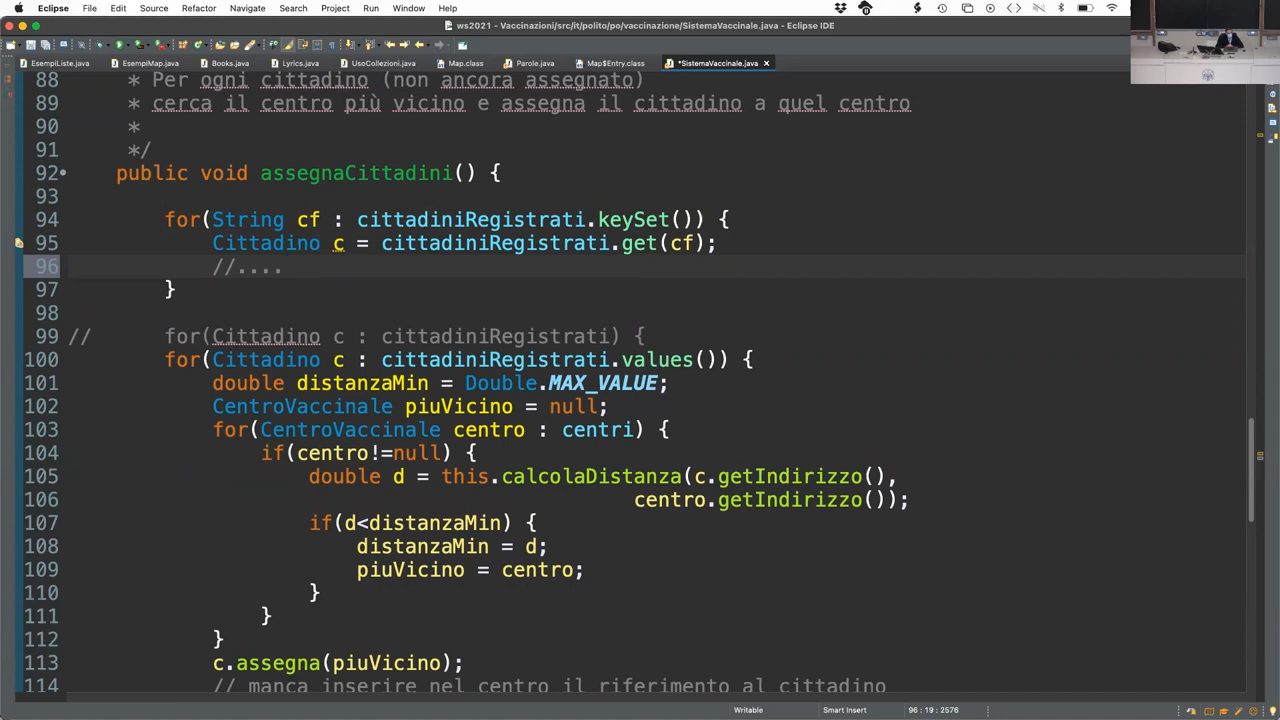 Eclipse File Edit Source Refactor Navigate Search Project Run Window Help
ws2021 - Vaccinazioni/src/it/polito/po/vaccinazione/SistemaVaccinale.java - Eclipse IDE
EsempiListe.java EsempiMap.java Books.java Lyrics.java UsoCollezioni.java Map.class Parole.java Map$Entry.class *SistemaVaccinale.java
88 * Per ogni cittadino (non ancora assegnato)
89 * cerca il centro più vicino e assegna il cittadino a quel centro
90 *
91 */
92 public void assegnaCittadini() {
93
94 for(String cf : cittadiniRegistrati.keySet()) {
95 Cittadino c = cittadiniRegistrati.get(cf);
96 //....
97 }
98
99 // for(Cittadino c : cittadiniRegistrati) {
100 for(Cittadino c : cittadiniRegistrati.values()) {
101 double distanzaMin = Double.MAX_VALUE;
102 CentroVaccinale piuVicino = null;
103 for(CentroVaccinale centro : centri) {
104 if(centro!=null) {
105 double d = this.calcolaDistanza(c.getIndirizzo(),
106 centro.getIndirizzo());
107 if(d<distanzaMin) {
108 distanzaMin = d;
109 piuVicino = centro;
110 }
111 }
112 }
113 c.assegna(piuVicino);
114 // manca inserire nel centro il riferimento al cittadino
Writable Smart Insert 96 : 19 : 2576